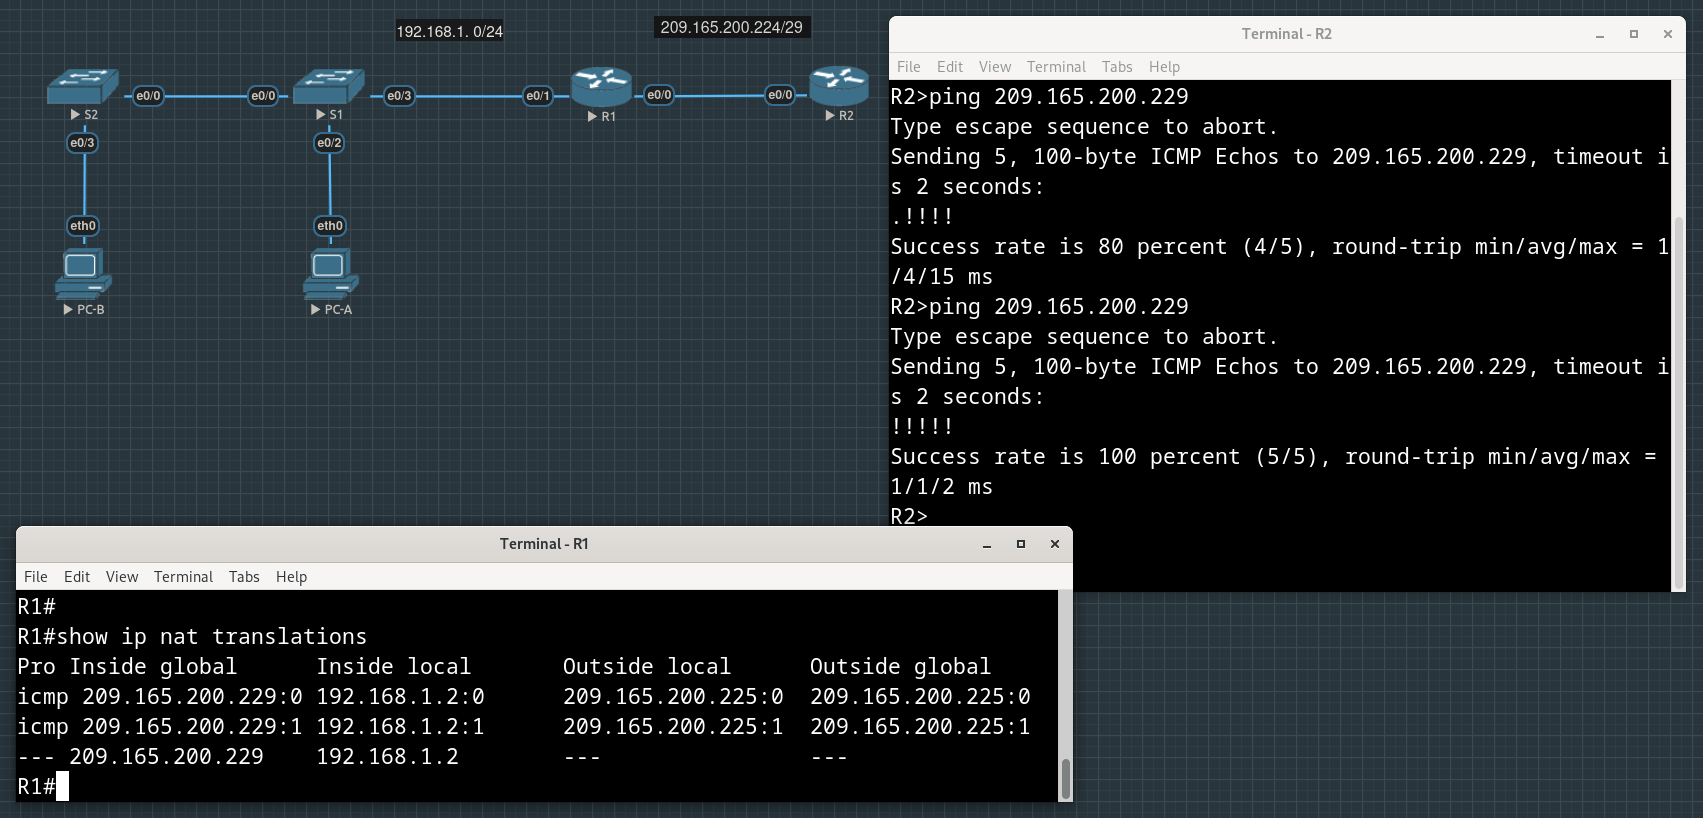 192.168.1. 0/24
209.165.200.224/29
e0/0
e0/0
e0/3
e0/1
e0/0
e0/0
S2
S1
R1
R2
e0/3
e0/2
eth0
eth0
PC-B
PC-A
Terminal - R2
File Edit View Terminal Tabs Help
R2>ping 209.165.200.229
Type escape sequence to abort.
Sending 5, 100-byte ICMP Echos to 209.165.200.229, timeout i
s 2 seconds:
.!!!!
Success rate is 80 percent (4/5), round-trip min/avg/max = 1
/4/15 ms
R2>ping 209.165.200.229
Type escape sequence to abort.
Sending 5, 100-byte ICMP Echos to 209.165.200.229, timeout i
s 2 seconds:
!!!!!
Success rate is 100 percent (5/5), round-trip min/avg/max =
1/1/2 ms
R2>
Terminal - R1
File Edit View Terminal Tabs Help
R1#
R1#show ip nat translations
Pro Inside global      Inside local       Outside local      Outside global
icmp 209.165.200.229:0 192.168.1.2:0      209.165.200.225:0  209.165.200.225:0
icmp 209.165.200.229:1 192.168.1.2:1      209.165.200.225:1  209.165.200.225:1
--- 209.165.200.229    192.168.1.2        ---                ---
R1#